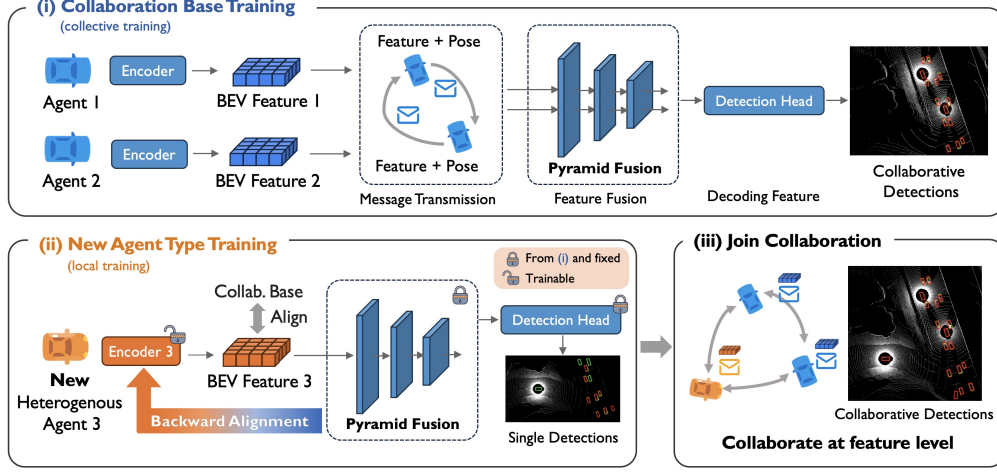 (i) Collaboration Base Training
(collective training)
Agent 1
Encoder
BEV Feature 1
Agent 2
Encoder
BEV Feature 2
Feature + Pose
Feature + Pose
Message Transmission
Pyramid Fusion
Feature Fusion
Detection Head
Decoding Feature
Collaborative
Detections
(ii) New Agent Type Training
(local training)
From (i) and fixed
Trainable
New
Heterogenous
Agent 3
Encoder 3
Collab. Base
Align
BEV Feature 3
Backward Alignment
Pyramid Fusion
Detection Head
Single Detections
(iii) Join Collaboration
Collaborative Detections
Collaborate at feature level